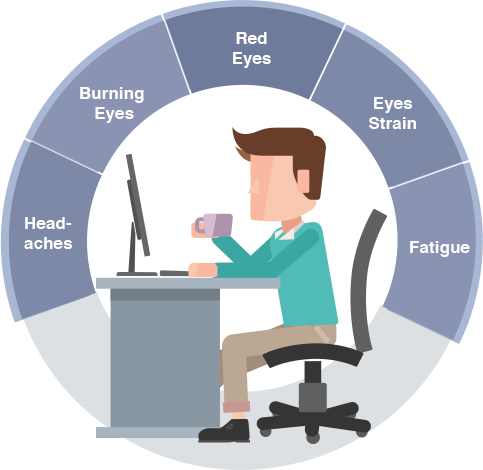 Head-
aches
Burning
Eyes
Red
Eyes
Eyes
Strain
Fatigue